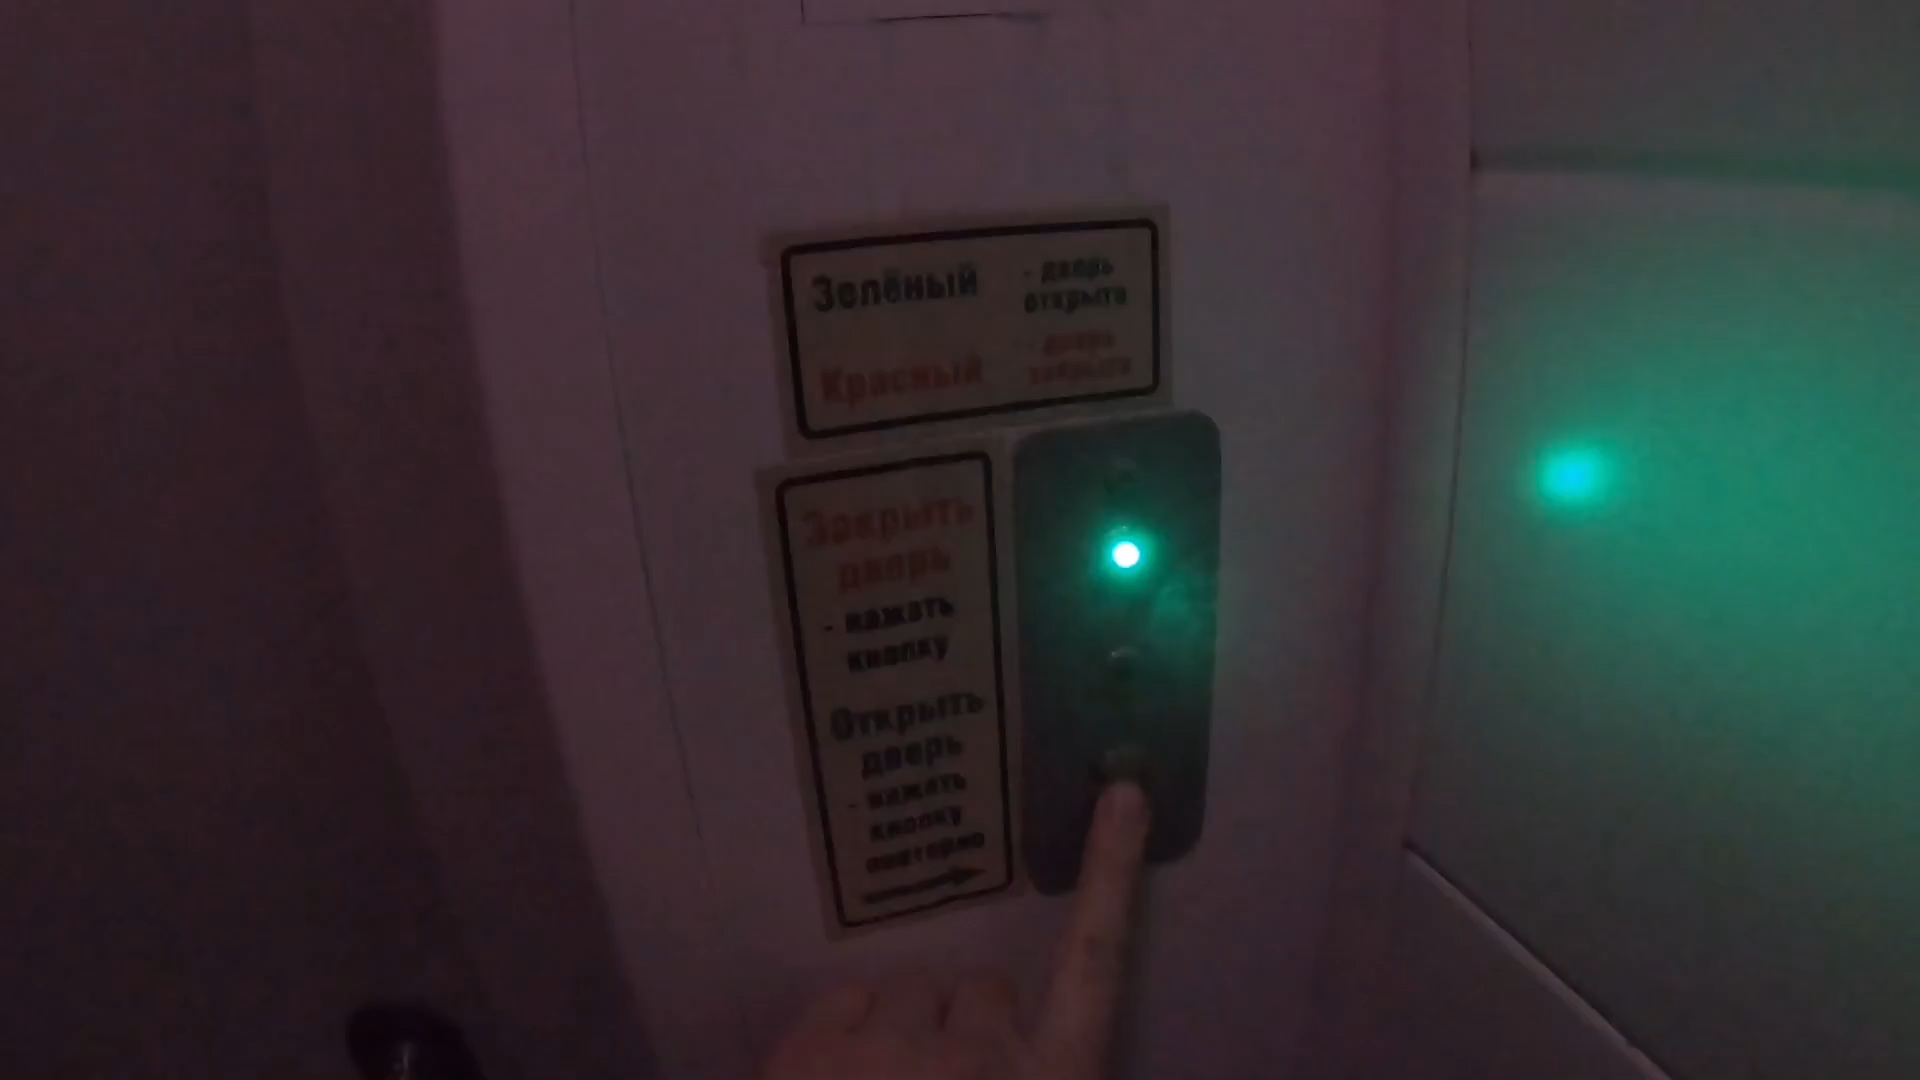 Зелёный - дверь
открыта
Красный - дверь
закрыта
Закрыть
дверь
- нажать
кнопку
Открыть
дверь
- нажать
кнопку
повторно